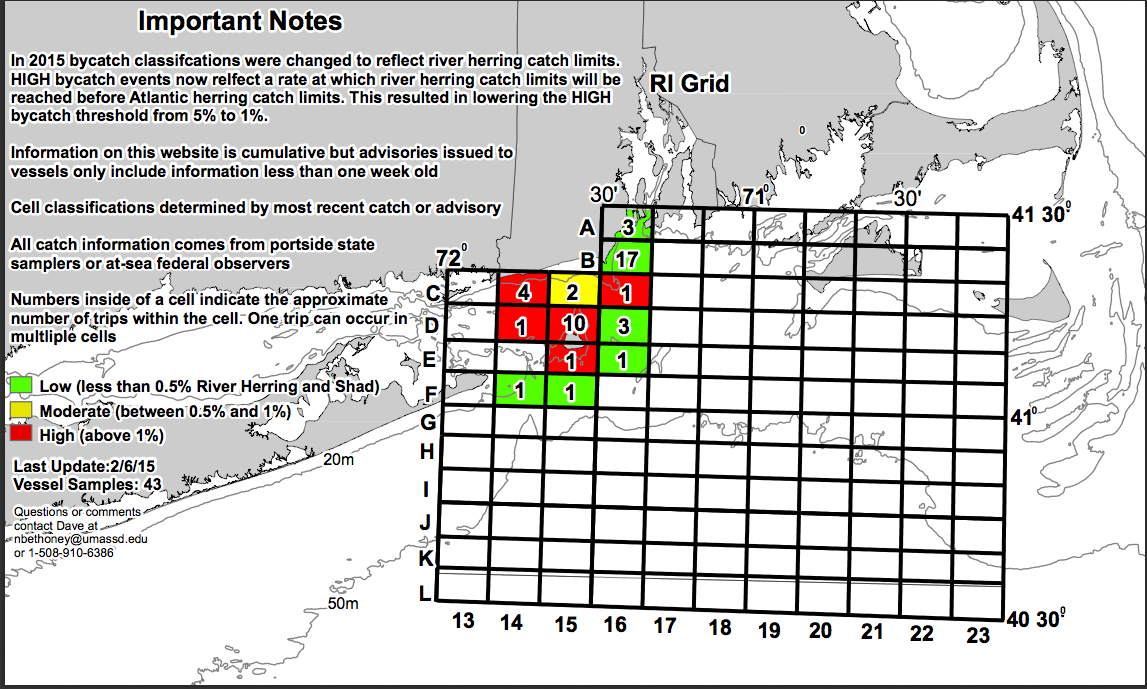 Important Notes
In 2015 bycatch classifcations were changed to reflect river herring catch limits.
HIGH bycatch events now relfect a rate at which river herring catch limits will be
reached before Atlantic herring catch limits. This resulted in lowering the HIGH
bycatch threshold from 5% to 1%.
Information on this website is cumulative but advisories issued to
vessels only include information less than one week old
Cell classifications determined by most recent catch or advisory
All catch information comes from portside state
samplers or at-sea federal observers
Numbers inside of a cell indicate the approximate
number of trips within the cell. One trip can occur in
multliple cells
Low (less than 0.5% River Herring and Shad)
Moderate (between 0.5% and 1%)
High (above 1%)
Last Update:2/6/15
Vessel Samples: 43
Questions or comments
contact Dave at
nbethoney@umassd.edu
or 1-508-910-6386
RI Grid
0
30' 71⁰ 30'
41 30⁰
A 3
B 17
72⁰
C 4 2 1
D 1 10 3
E 1 1
F 1 1
41⁰
G
H
20m
I
J
K
L
50m
40 30⁰
13 14 15 16 17 18 19 20 21 22 23